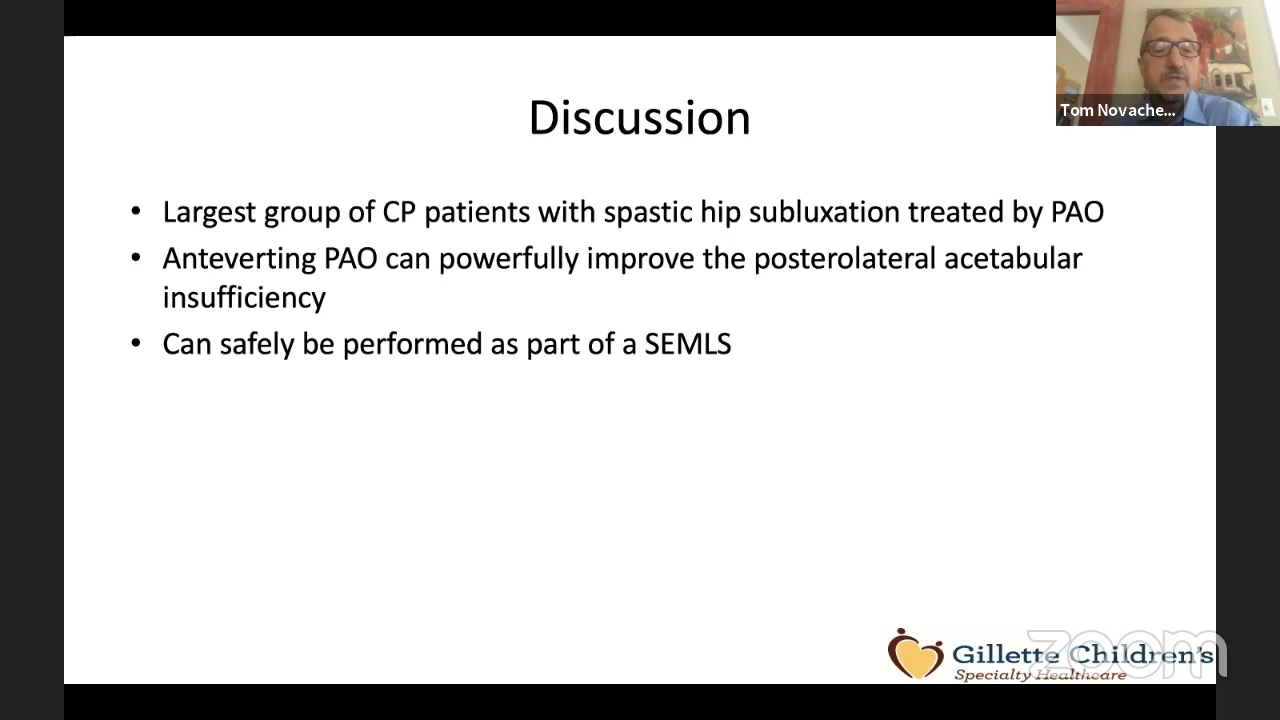 Tom Novache...
Discussion
• Largest group of CP patients with spastic hip subluxation treated by PAO
• Anteverting PAO can powerfully improve the posterolateral acetabular
insufficiency
• Can safely be performed as part of a SEMLS
Gillette Children's
Specialty Healthcare
zoom